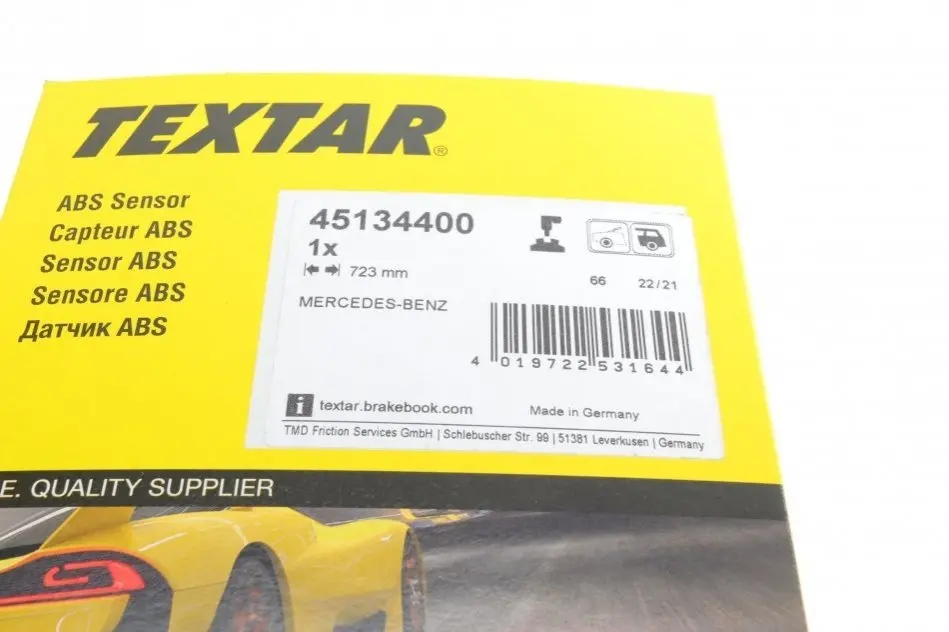 TEXTAR®
ABS Sensor
Capteur ABS
Sensor ABS
Sensore ABS
Датчик ABS
45134400
1x
723 mm
66 22/21
MERCEDES-BENZ
4 019722 531644
i textar.brakebook.com Made in Germany
TMD Friction Services GmbH | Schlebuscher Str. 99 | 51381 Leverkusen | Germany
E. QUALITY SUPPLIER